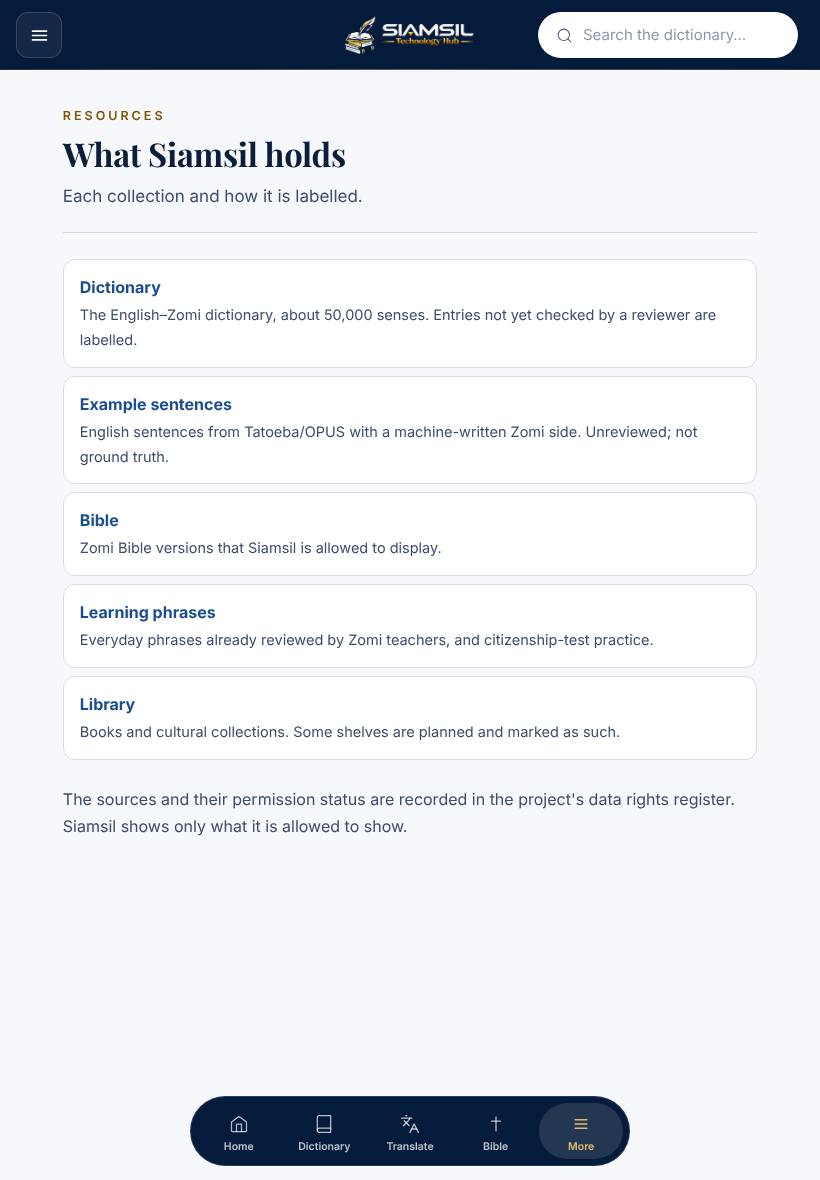 SIAMSIL
Technology Hub
Search the dictionary...
RESOURCES
What Siamsil holds
Each collection and how it is labelled.
Dictionary
The English–Zomi dictionary, about 50,000 senses. Entries not yet checked by a reviewer are
labelled.
Example sentences
English sentences from Tatoeba/OPUS with a machine-written Zomi side. Unreviewed; not
ground truth.
Bible
Zomi Bible versions that Siamsil is allowed to display.
Learning phrases
Everyday phrases already reviewed by Zomi teachers, and citizenship-test practice.
Library
Books and cultural collections. Some shelves are planned and marked as such.
The sources and their permission status are recorded in the project's data rights register.
Siamsil shows only what it is allowed to show.
Home
Dictionary
Translate
Bible
More